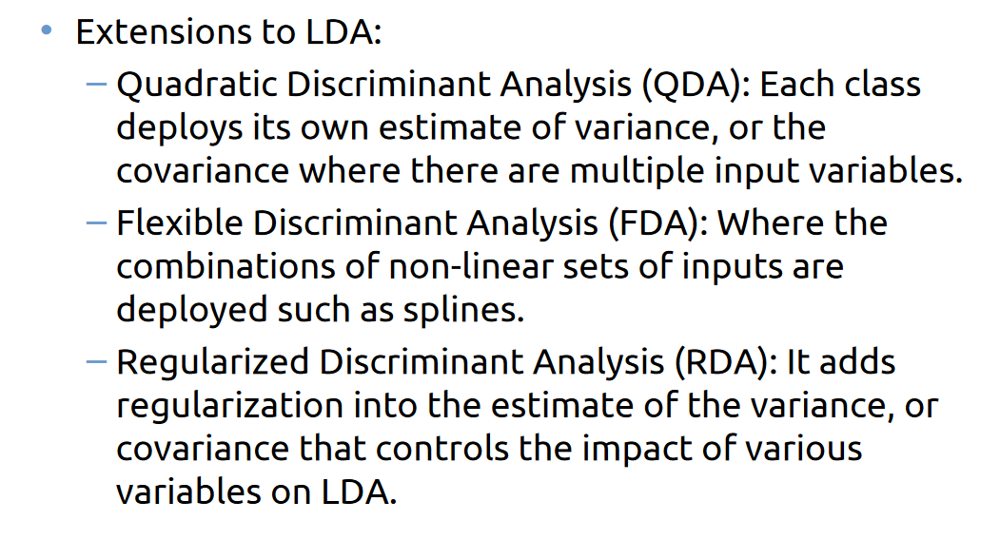 • Extensions to LDA:
– Quadratic Discriminant Analysis (QDA): Each class
deploys its own estimate of variance, or the
covariance where there are multiple input variables.
– Flexible Discriminant Analysis (FDA): Where the
combinations of non-linear sets of inputs are
deployed such as splines.
– Regularized Discriminant Analysis (RDA): It adds
regularization into the estimate of the variance, or
covariance that controls the impact of various
variables on LDA.